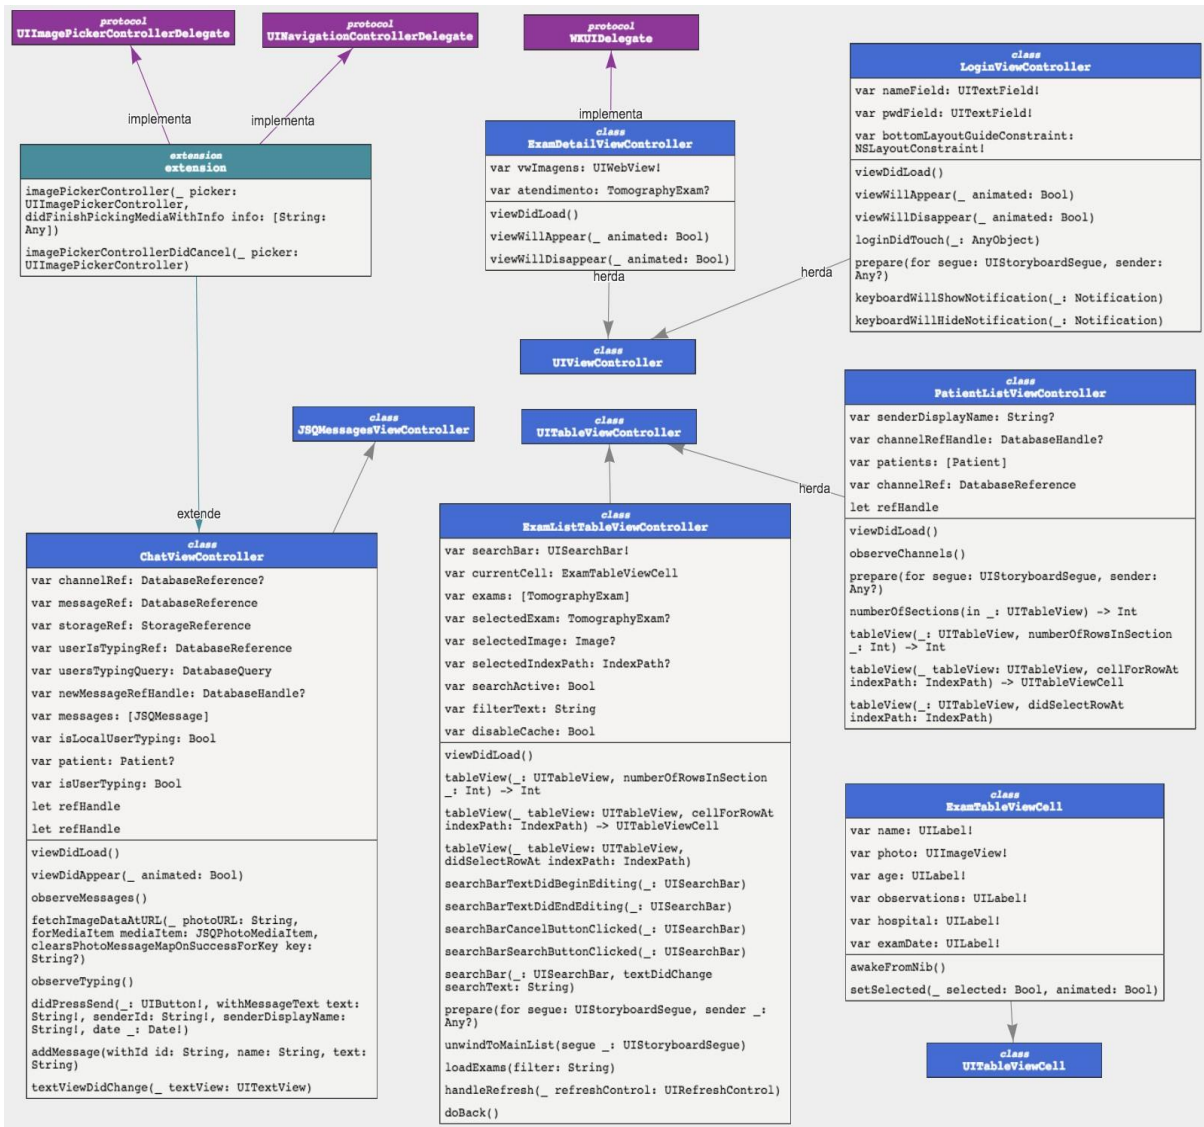 protocol
UIImagePickerControllerDelegate
protocol
UINavigationControllerDelegate
protocol
WKUIDelegate
implementa
implementa
implementa
extension
extension
imagePickerController(_ picker:
UIImagePickerController,
didFinishPickingMediaWithInfo info: [String:
Any])
imagePickerControllerDidCancel(_ picker:
UIImagePickerController)
class
ExamDetailViewController
var vwImagens: UIWebView!
var atendimento: TomographyExam?
viewDidLoad()
viewWillAppear(_ animated: Bool)
viewWillDisappear(_ animated: Bool)
herda
class
LoginViewController
var nameField: UITextField!
var pwdField: UITextField!
var bottomLayoutGuideConstraint:
NSLayoutConstraint!
viewDidLoad()
viewWillAppear(_ animated: Bool)
viewWillDisappear(_ animated: Bool)
loginDidTouch(_: AnyObject)
prepare(for segue: UIStoryboardSegue, sender:
Any?)
keyboardWillShowNotification(_: Notification)
keyboardWillHideNotification(_: Notification)
herda
class
UIViewController
class
JSQMessagesViewController
class
UITableViewController
herda
class
PatientListViewController
var senderDisplayName: String?
var channelRefHandle: DatabaseHandle?
var patients: [Patient]
var channelRef: DatabaseReference
let refHandle
viewDidLoad()
observeChannels()
prepare(for segue: UIStoryboardSegue, sender:
Any?)
numberOfSections(in _: UITableView) -> Int
tableView(_: UITableView, numberOfRowsInSection
_: Int) -> Int
tableView(_ tableView: UITableView, cellForRowAt
indexPath: IndexPath) -> UITableViewCell
tableView(_: UITableView, didSelectRowAt
indexPath: IndexPath)
extende
class
ChatViewController
var channelRef: DatabaseReference?
var messageRef: DatabaseReference
var storageRef: StorageReference
var userIsTypingRef: DatabaseReference
var usersTypingQuery: DatabaseQuery
var newMessageRefHandle: DatabaseHandle?
var messages: [JSQMessage]
var isLocalUserTyping: Bool
var patient: Patient?
var isUserTyping: Bool
let refHandle
let refHandle
viewDidLoad()
viewDidAppear(_ animated: Bool)
observeMessages()
fetchImageDataAtURL(_ photoURL: String,
forMediaItem mediaItem: JSQPhotoMediaItem,
clearsPhotoMessageMapOnSuccessForKey key:
String?)
observeTyping()
didPressSend(_: UIButton!, withMessageText text:
String!, senderId: String!, senderDisplayName:
String!, date _: Date!)
addMessage(withId id: String, name: String, text:
String)
textViewDidChange(_ textView: UITextView)
class
ExamListTableViewController
var searchBar: UISearchBar!
var currentCell: ExamTableViewCell
var exams: [TomographyExam]
var selectedExam: TomographyExam?
var selectedImage: Image?
var selectedIndexPath: IndexPath?
var searchActive: Bool
var filterText: String
var disableCache: Bool
viewDidLoad()
tableView(_: UITableView, numberOfRowsInSection
_: Int) -> Int
tableView(_ tableView: UITableView, cellForRowAt
indexPath: IndexPath) -> UITableViewCell
tableView(_ tableView: UITableView,
didSelectRowAt indexPath: IndexPath)
searchBarTextDidBeginEditing(_: UISearchBar)
searchBarTextDidEndEditing(_: UISearchBar)
searchBarCancelButtonClicked(_: UISearchBar)
searchBarSearchButtonClicked(_: UISearchBar)
searchBar(_: UISearchBar, textDidChange
searchText: String)
prepare(for segue: UIStoryboardSegue, sender _:
Any?)
unwindToMainList(segue _: UIStoryboardSegue)
loadExams(filter: String)
handleRefresh(_ refreshControl: UIRefreshControl)
doBack()
class
ExamTableViewCell
var name: UILabel!
var photo: UIImageView!
var age: UILabel!
var observations: UILabel!
var hospital: UILabel!
var examDate: UILabel!
awakeFromNib()
setSelected(_ selected: Bool, animated: Bool)
class
UITableViewCell